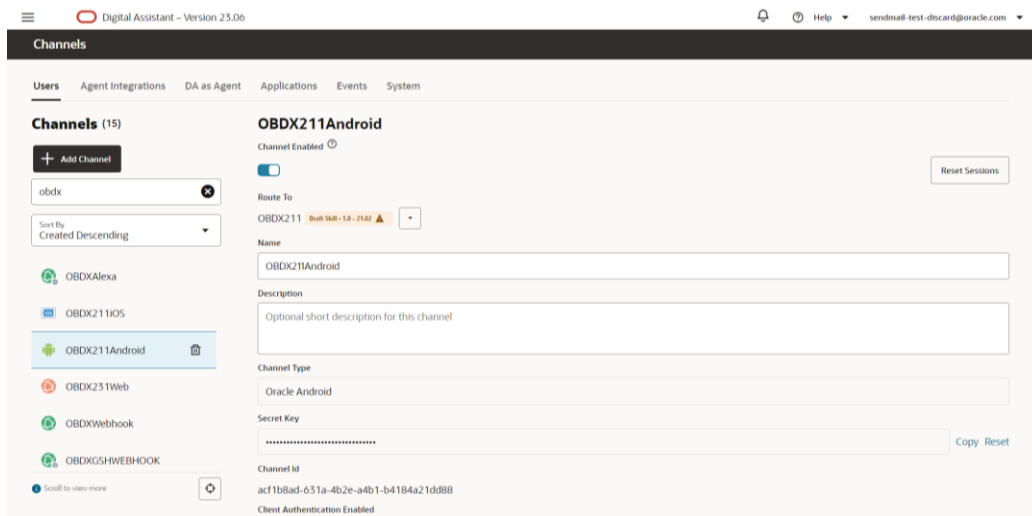 Digital Assistant – Version 23.06
Help
sendmail-test-discard@oracle.com
Channels
Users Agent Integrations DA as Agent Applications Events System
Channels (15)
Add Channel
obdx
Sort By
Created Descending
OBDXAlexa
OBDX211iOS
OBDX211Android
OBDX231Web
OBDXWebhook
OBDXGSHWEBHOOK
Scroll to view more
OBDX211Android
Channel Enabled
Reset Sessions
Route To
OBDX211 Draft Skill - 1.0 - 21.02
Name
OBDX211Android
Description
Optional short description for this channel
Channel Type
Oracle Android
Secret Key
••••••••••••••••••••••••••••••••
Copy Reset
Channel Id
acf1b8ad-631a-4b2e-a4b1-b4184a21dd88
Client Authentication Enabled